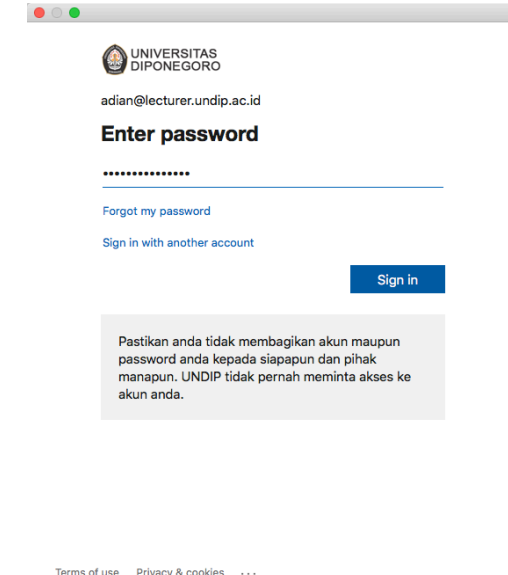 UNIVERSITAS
DIPONEGORO
adian@lecturer.undip.ac.id
Enter password
•••••••••••••••
Forgot my password
Sign in with another account
Sign in
Pastikan anda tidak membagikan akun maupun
password anda kepada siapapun dan pihak
manapun. UNDIP tidak pernah meminta akses ke
akun anda.
Terms of use Privacy & cookies ...